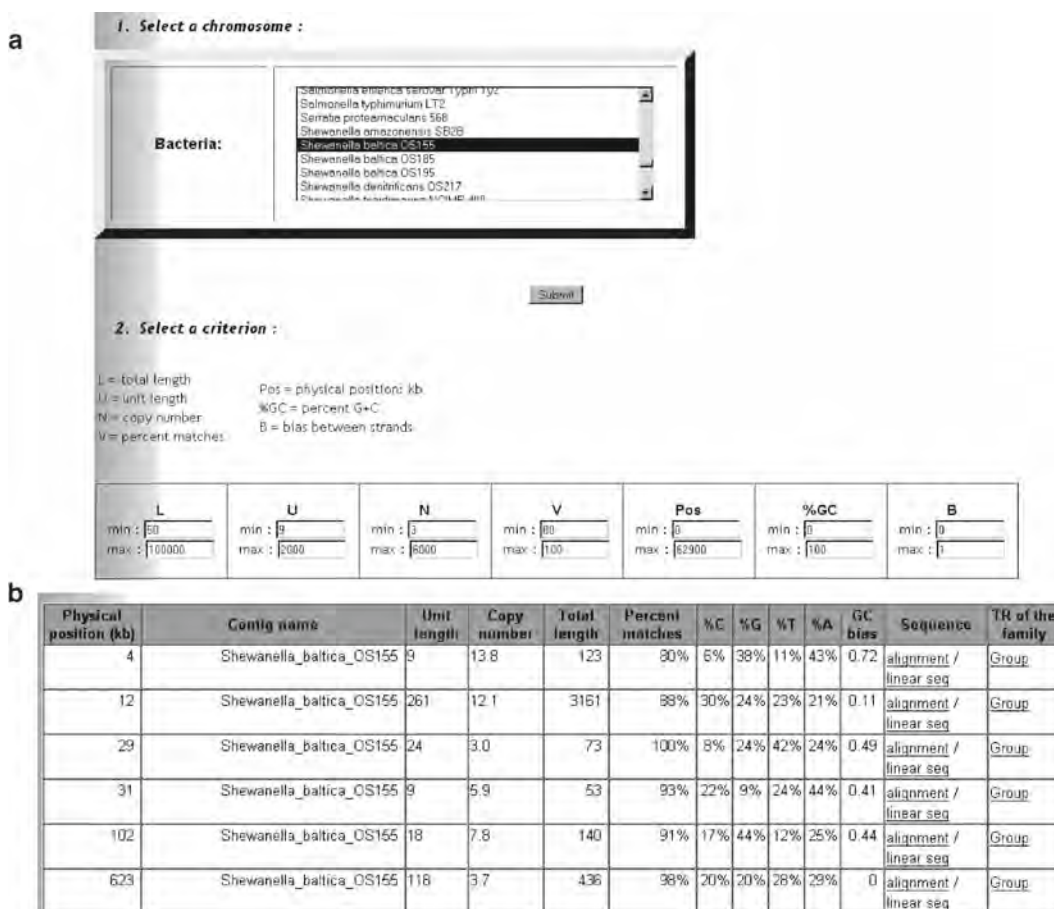 a
1. Select a chromosome :
Bacteria:
Salmonella enterica serovar Typhi Ty2
Salmonella typhimurium LT2
Serratia proteamaculans 568
Shewanella amazonensis SB2B
Shewanella baltica OS155
Shewanella baltica OS185
Shewanella baltica OS195
Shewanella denitrificans OS217
Submit
2. Select a criterion :
L = total length
U = unit length
N = copy number
V = percent matches
Pos = physical position: kb
%GC = percent G+C
B = bias between strands
L U N V Pos %GC B
min : 50 min : 9 min : 3 min : 80 min : 0 min : 0 min : 0
max : 100000 max : 2000 max : 6000 max : 100 max : 62900 max : 100 max : 1
b
Physical position (kb) Contig name Unit length Copy number Total length Percent matches %C %G %T %A GC bias Sequence TR of the family
4 Shewanella_baltica_OS155 9 13.8 123 80% 6% 38% 11% 43% 0.72 alignment / linear seq Group
12 Shewanella_baltica_OS155 261 12.1 3161 88% 30% 24% 23% 21% 0.11 alignment / linear seq Group
29 Shewanella_baltica_OS155 24 3.0 73 100% 8% 24% 42% 24% 0.49 alignment / linear seq Group
31 Shewanella_baltica_OS155 9 5.9 53 93% 22% 9% 24% 44% 0.41 alignment / linear seq Group
102 Shewanella_baltica_OS155 18 7.8 140 91% 17% 44% 12% 25% 0.44 alignment / linear seq Group
623 Shewanella_baltica_OS155 118 3.7 436 98% 20% 20% 28% 29% 0 alignment / linear seq Group